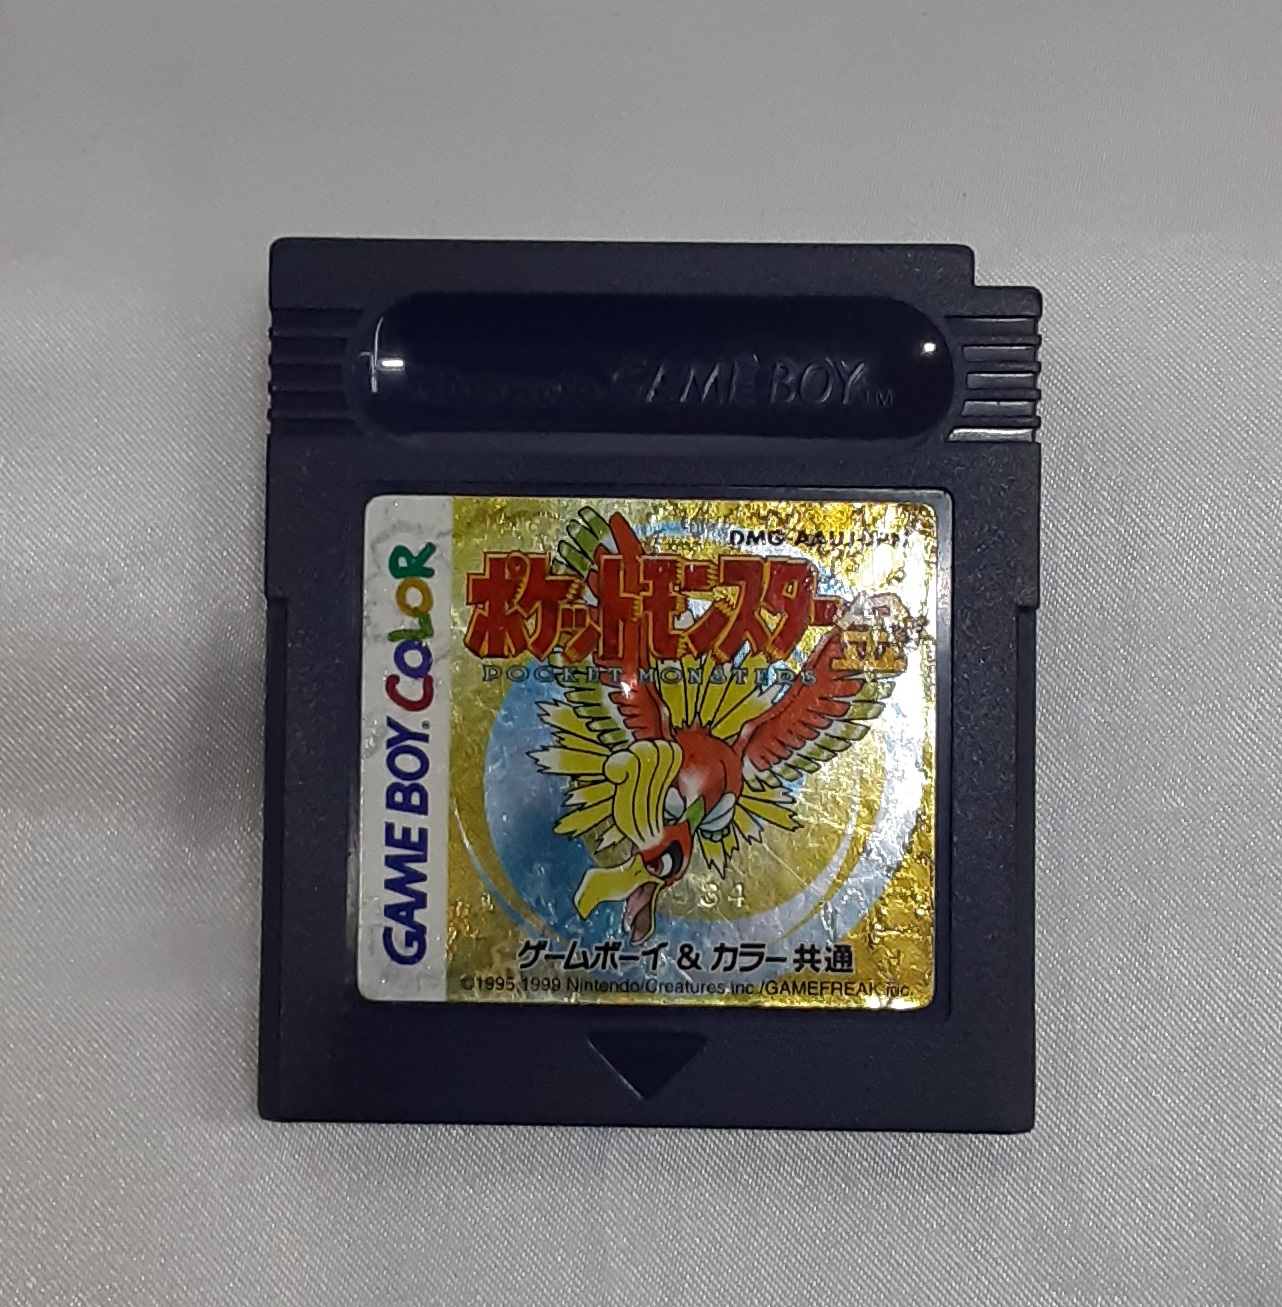 Nintendo GAME BOY™
GAME BOY COLOR
DMG-AAUJ-JPN
ポケットモンスター 金
POCKET MONSTERS
34
ゲームボーイ & カラー共通
©1995,1999 Nintendo/Creatures inc./GAMEFREAK inc.